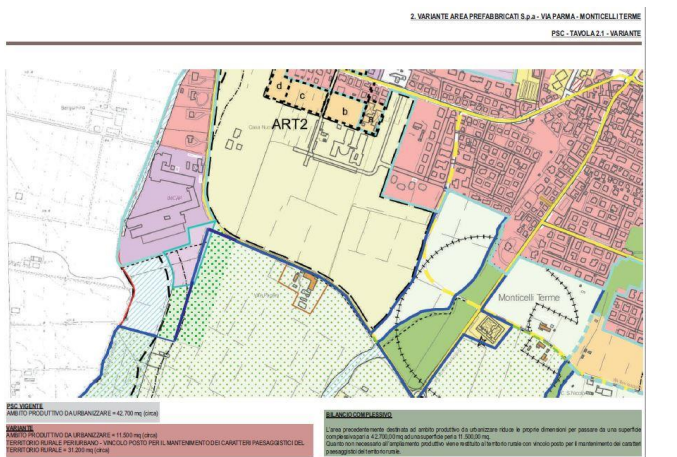 2. VARIANTE AREA PREFABBRICATI S.p.a - VIA PARMA - MONTICELLI TERME
PSC - TAVOLA 2.1 - VARIANTE
d
c
b
a
ART2
Monticelli Terme
PSC VIGENTE
AMBITO PRODUTTIVO DA URBANIZZARE = 42.700 mq (circa)
VARIANTE
AMBITO PRODUTTIVO DA URBANIZZARE = 11.500 mq (circa)
TERRITORIO RURALE PERIURBANO - VINCOLO POSTO PER IL MANTENIMENTO DEI CARATTERI PAESAGGISTICI DEL
TERRITORIO RURALE = 31.200 mq (circa)
BILANCIO COMPLESSIVO
L'area precedentemente destinata ad ambito produttivo da urbanizzare riduce le proprie dimensioni per passare da una superficie
complessiva pari a 42.700,00 mq ad una superficie pari a 11.500,00 mq.
Quanto non necessario all'ampliamento produttivo viene restituito al territorio rurale con vincolo posto per il mantenimento dei caratteri
paesaggistici del territorio rurale.